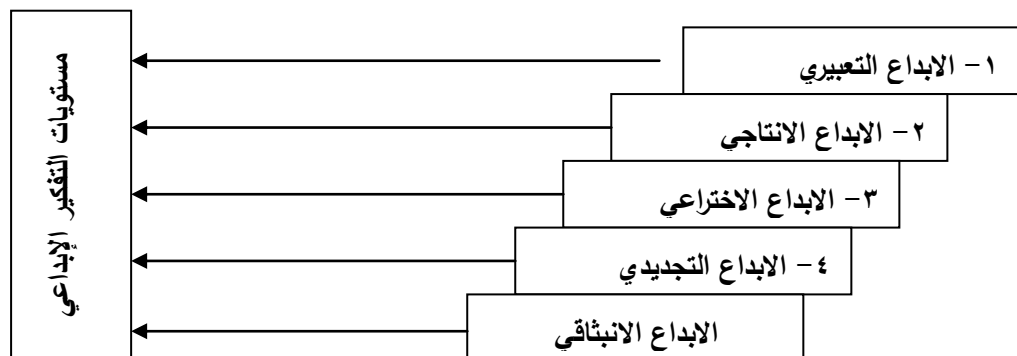 مستويات التفكير الإبداعي
١- الابداع التعبيري
٢- الابداع الانتاجي
٣- الابداع الاختراعي
٤- الابداع التجديدي
الابداع الانبثاقي